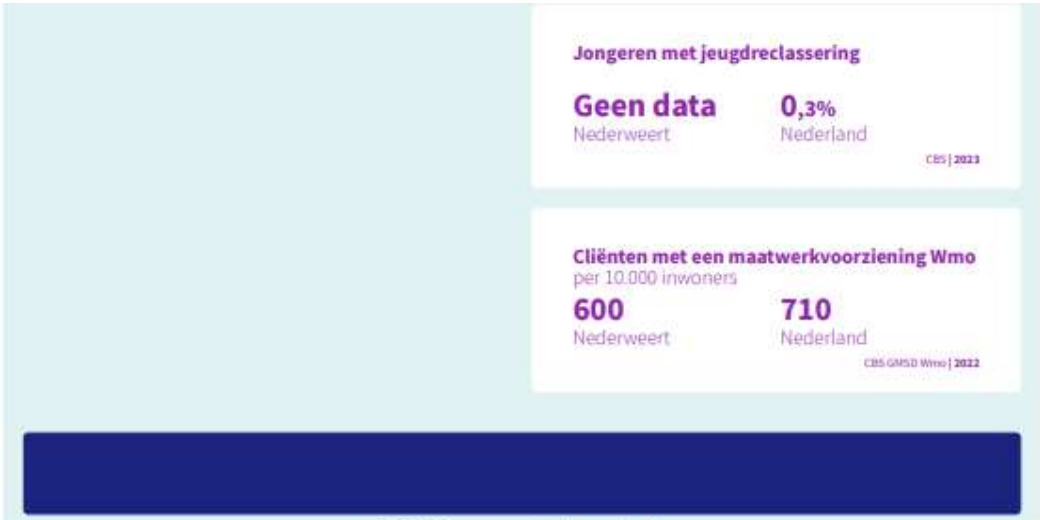 Jongeren met jeugdreclassering
Geen data 0,3%
Nederweert Nederland
CBS | 2023
Cliënten met een maatwerkvoorziening Wmo
per 10.000 inwoners
600 710
Nederweert Nederland
CBS GMSD Wmo | 2022